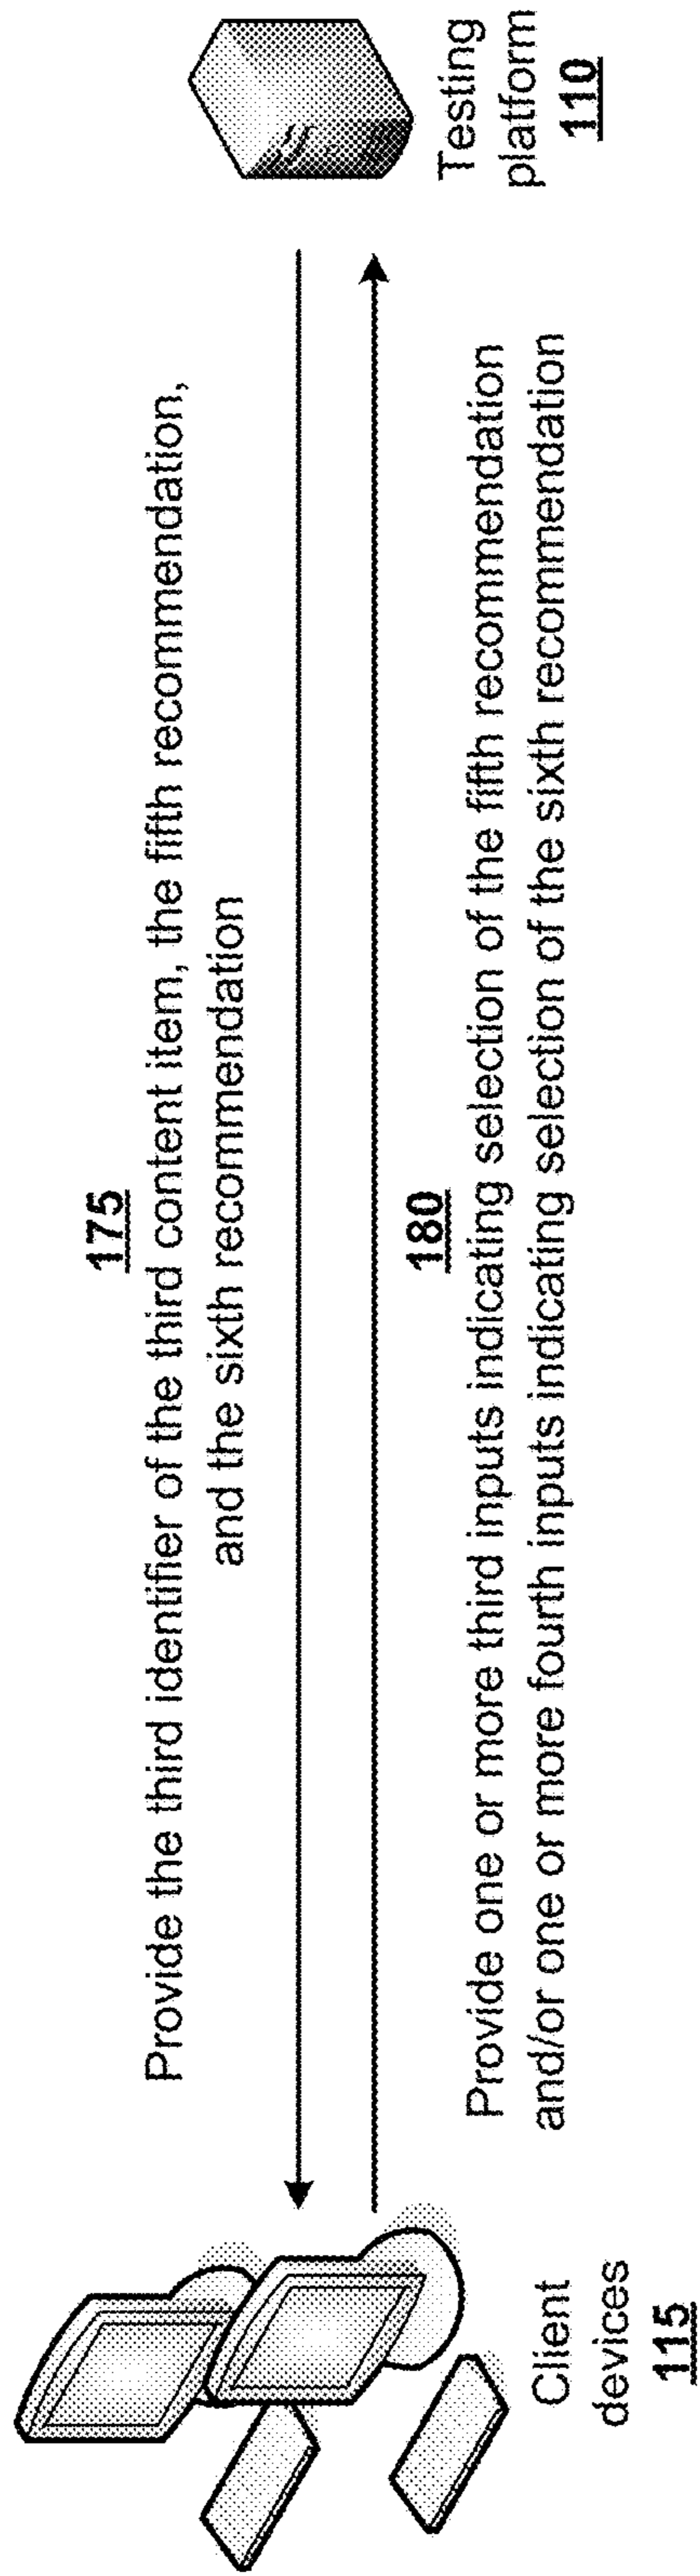 175
Provide the third identifier of the third content item, the fifth recommendation,
and the sixth recommendation
180
Provide one or more third inputs indicating selection of the fifth recommendation
and/or one or more fourth inputs indicating selection of the sixth recommendation
Client
devices
115
Testing
platform
110